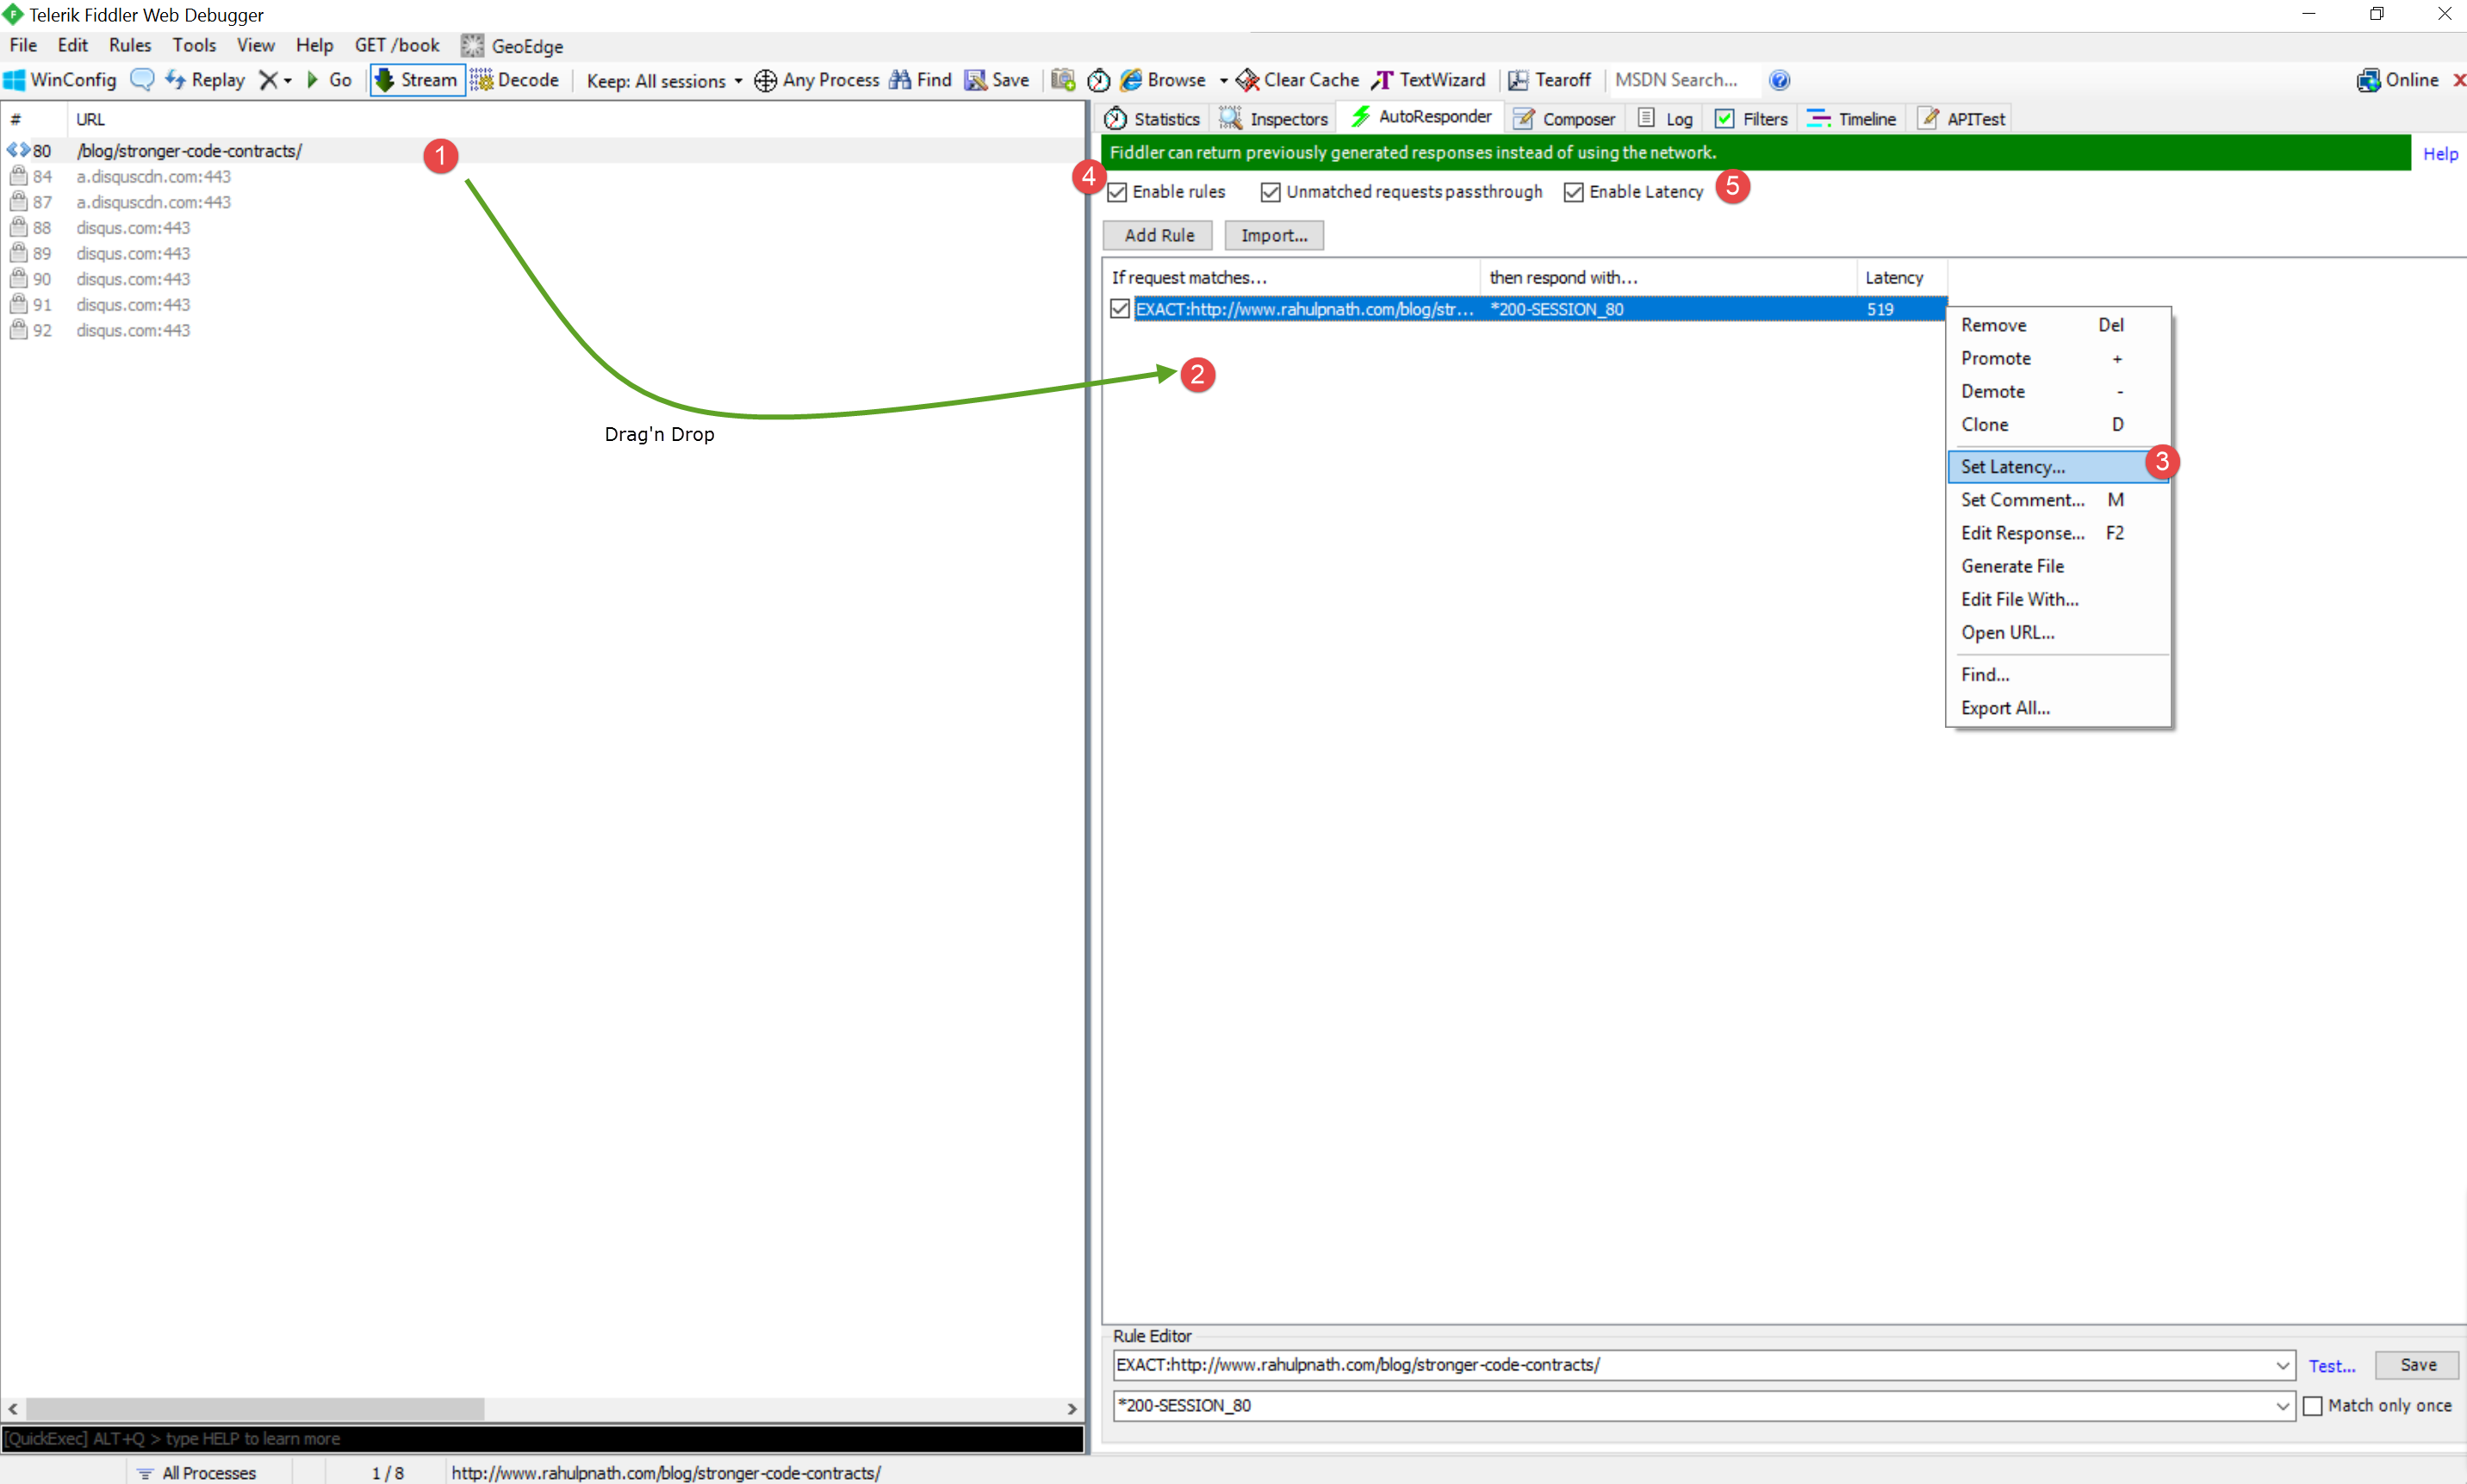 Telerik Fiddler Web Debugger
File Edit Rules Tools View Help GET /book GeoEdge
WinConfig Replay Go Stream Decode Keep: All sessions Any Process Find Save Browse Clear Cache TextWizard Tearoff MSDN Search... Online
# URL
80 /blog/stronger-code-contracts/
84 a.disquscdn.com:443
87 a.disquscdn.com:443
88 disqus.com:443
89 disqus.com:443
90 disqus.com:443
91 disqus.com:443
92 disqus.com:443
1
Drag'n Drop
[QuickExec] ALT+Q > type HELP to learn more
Statistics Inspectors AutoResponder Composer Log Filters Timeline APITest
Fiddler can return previously generated responses instead of using the network.
Help
4
Enable rules Unmatched requests passthrough Enable Latency
5
Add Rule Import...
If request matches... then respond with... Latency
EXACT:http://www.rahulpnath.com/blog/str... *200-SESSION_80 519
2
Remove Del
Promote +
Demote -
Clone D
Set Latency...
3
Set Comment... M
Edit Response... F2
Generate File
Edit File With...
Open URL...
Find...
Export All...
Rule Editor
EXACT:http://www.rahulpnath.com/blog/stronger-code-contracts/
Test... Save
*200-SESSION_80
Match only once
All Processes 1 / 8 http://www.rahulpnath.com/blog/stronger-code-contracts/